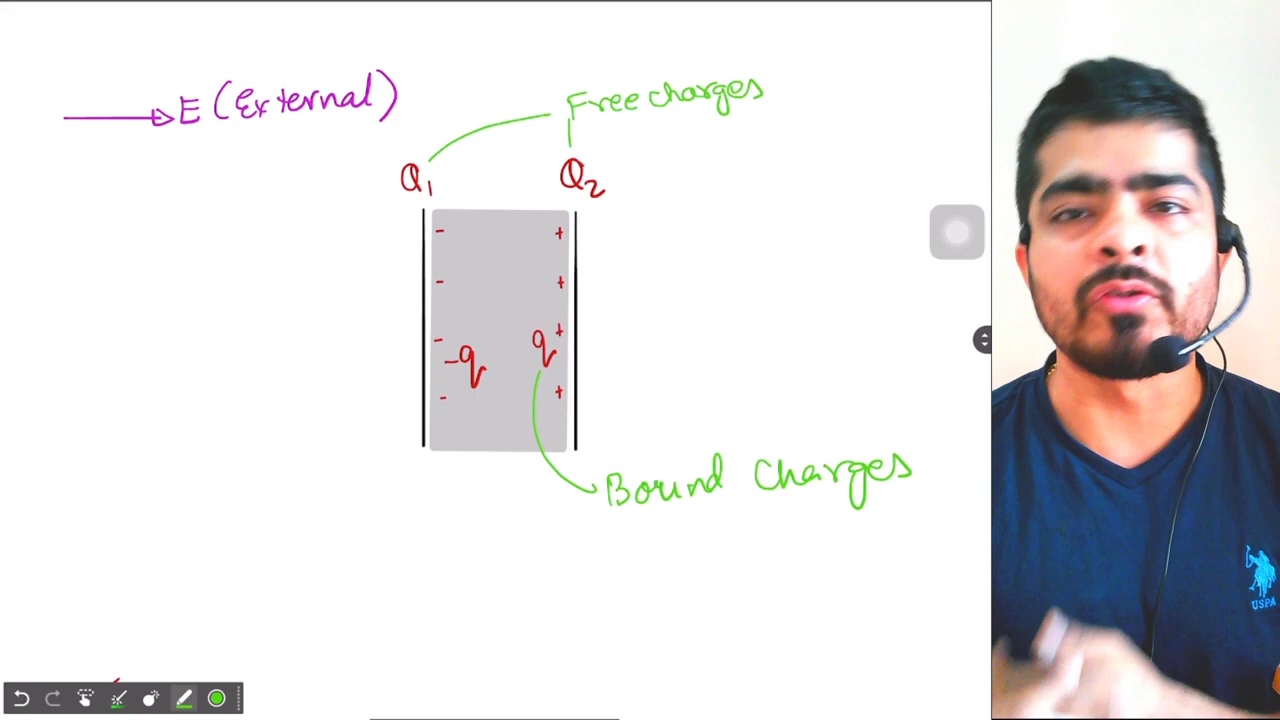 E (External)
Free charges
Q1
Q2
-
+
-
+
-
+
-q
q
-
+
Bound Charges
USPA